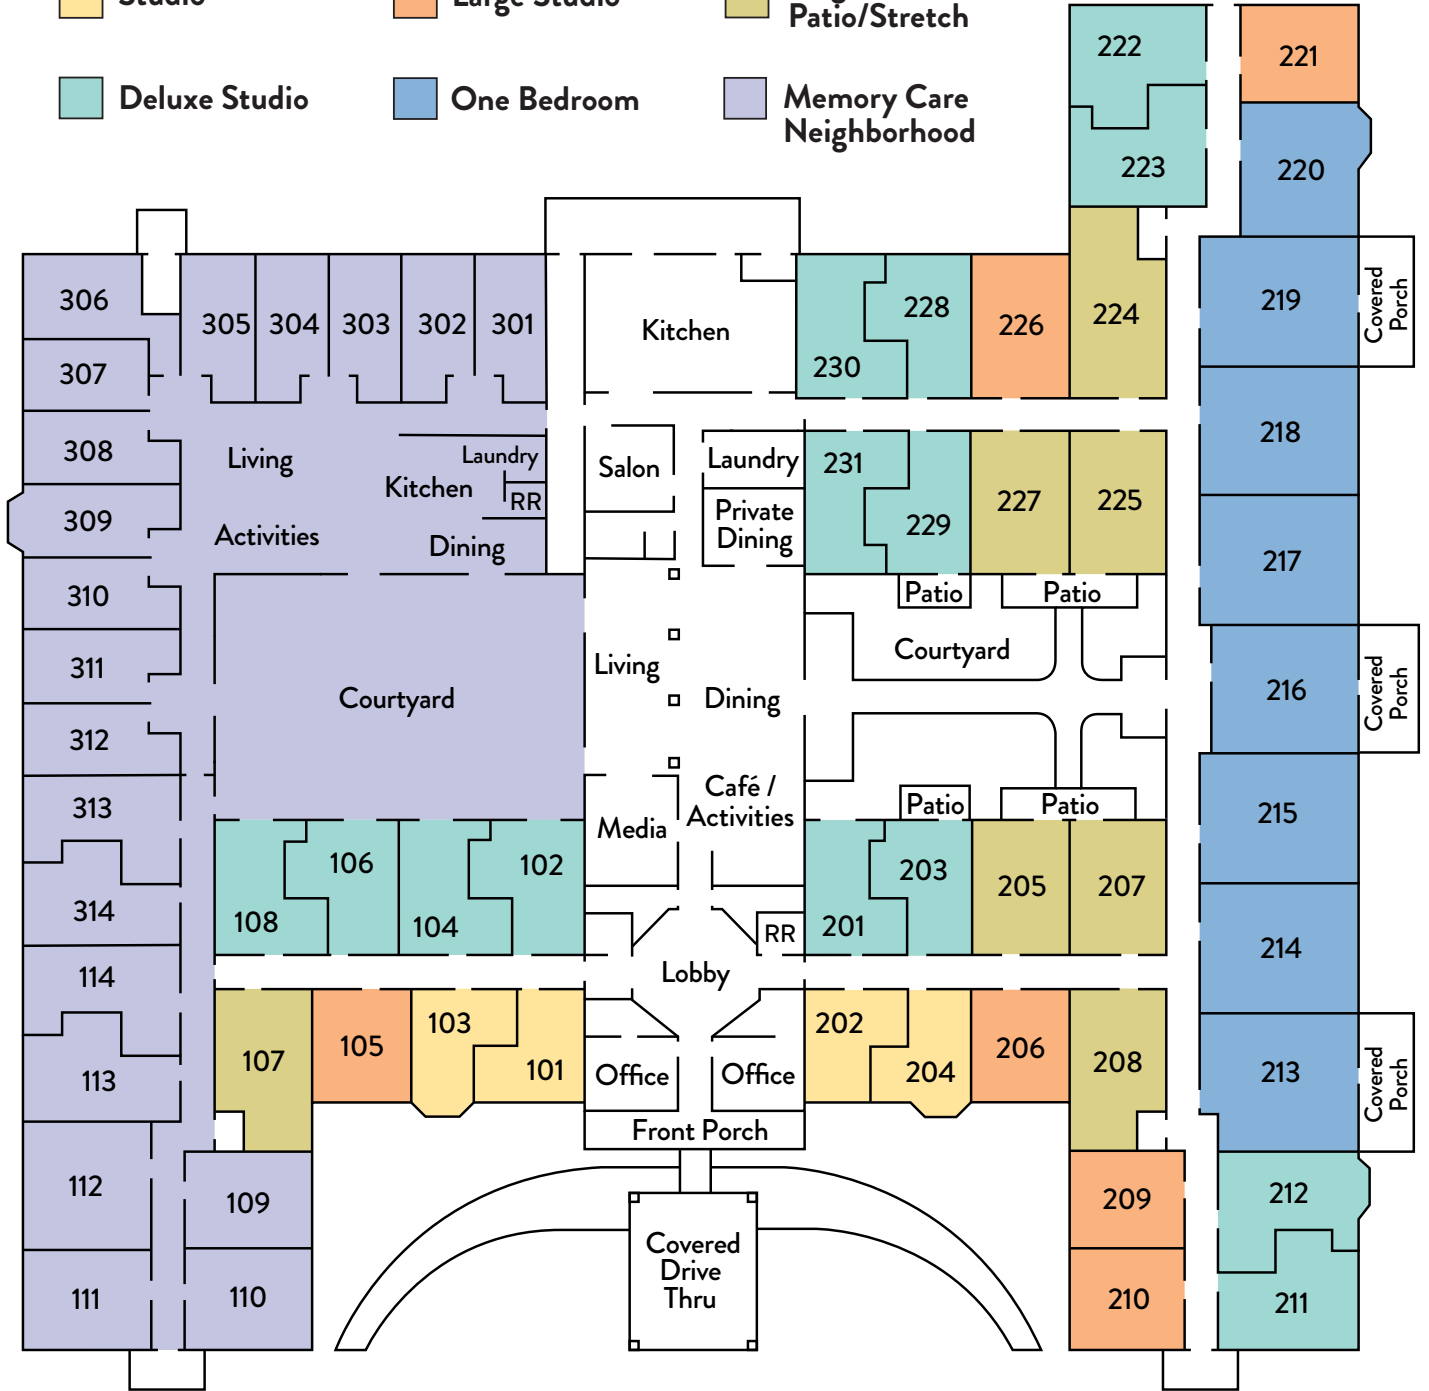 Studio
Large Studio
Patio/Stretch
Deluxe Studio
One Bedroom
Memory Care
Neighborhood
222
221
223
220
306
305
304
303
302
301
Kitchen
230
228
226
224
219
Covered
Porch
307
308
Living
Laundry
Kitchen
RR
Salon
Laundry
231
229
227
225
218
309
Activities
Dining
Private
Dining
217
310
Patio
Patio
311
Courtyard
Living
Dining
Courtyard
216
Covered
Porch
312
313
Media
Café /
Activities
Patio
Patio
215
106
102
203
205
207
108
104
201
314
RR
214
114
Lobby
103
202
107
105
101
Office
Office
204
206
208
213
Covered
Porch
113
Front Porch
112
109
209
212
Covered
Drive
Thru
111
110
210
211